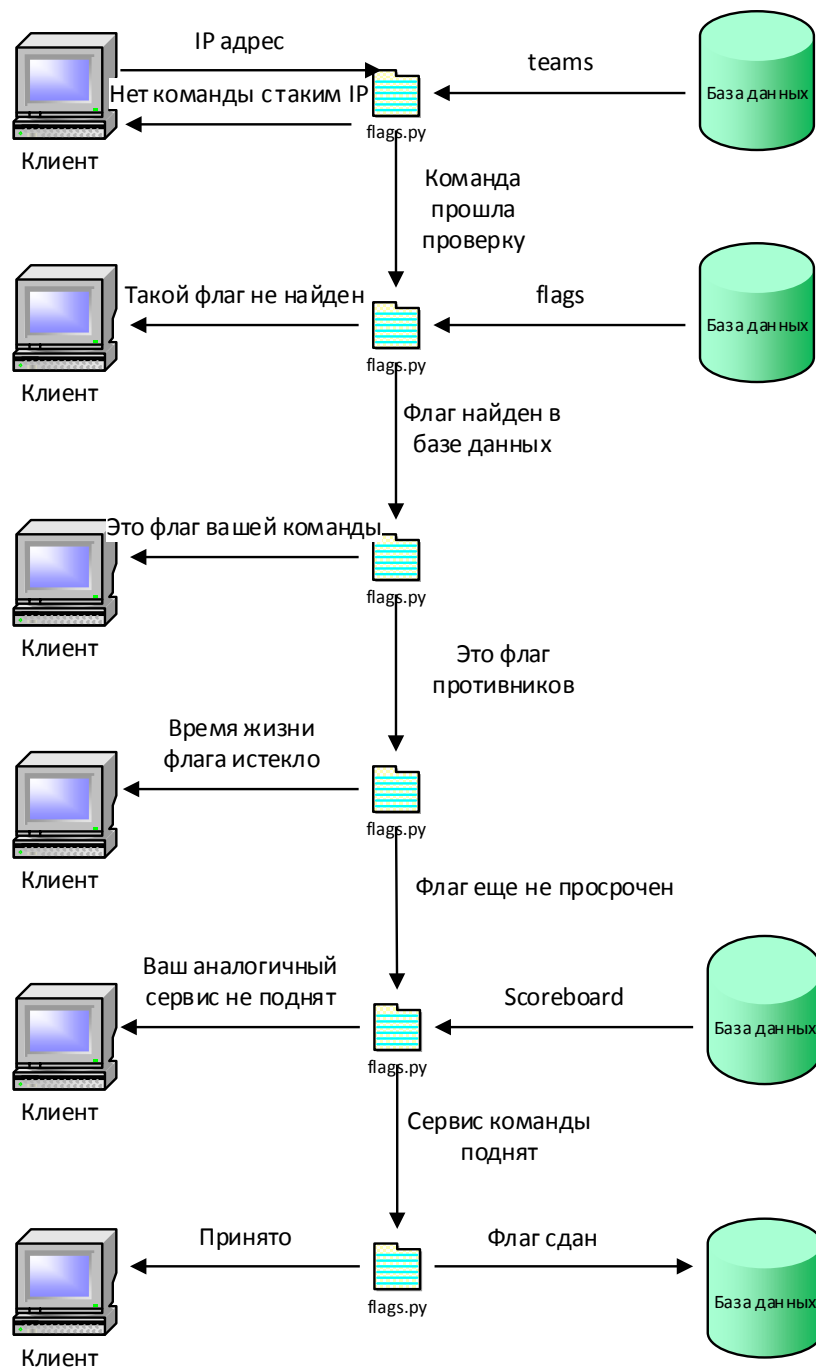 IP адрес
teams
База данных
Нет команды с таким IP
flags.py
Клиент
Команда
прошла
проверку
Такой флаг не найден
flags
База данных
flags.py
Клиент
Флаг найден в
базе данных
Это флаг вашей команды
flags.py
Клиент
Это флаг
противников
Время жизни
флага истекло
flags.py
Клиент
Флаг еще не просрочен
Ваш аналогичный
сервис не поднят
Scoreboard
База данных
flags.py
Клиент
Сервис команды
поднят
Принято
Флаг сдан
База данных
flags.py
Клиент